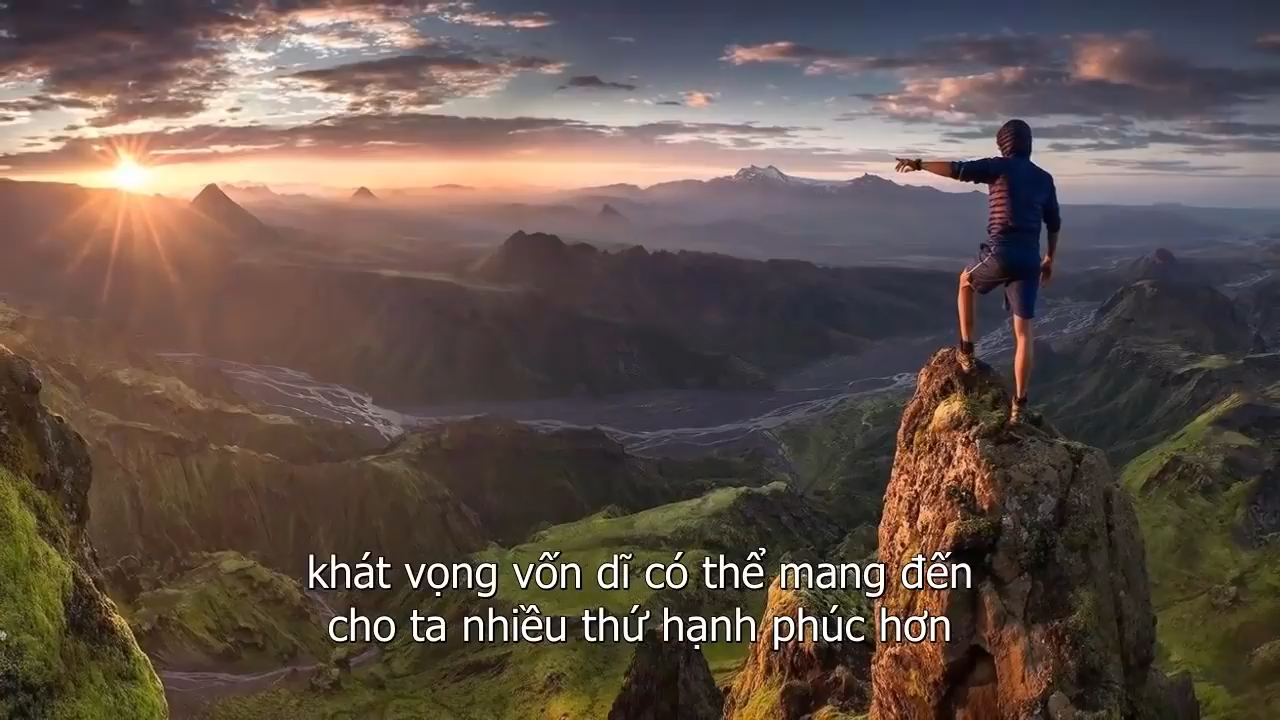 khát vọng vốn dĩ có thể mang đến
cho ta nhiều thứ hạnh phúc hơn